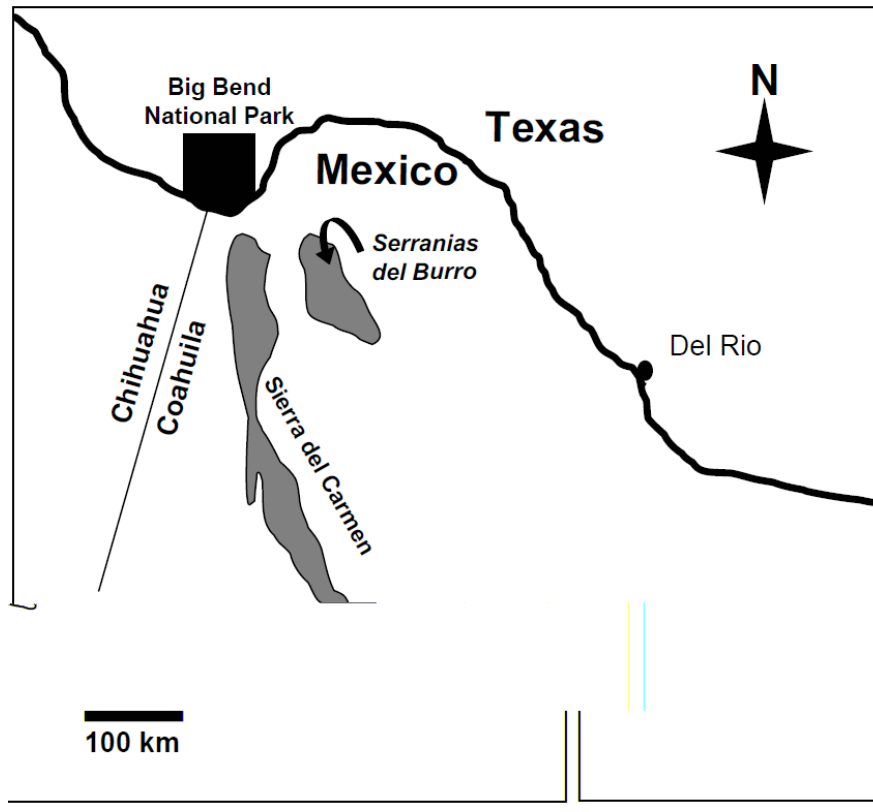 Big Bend
National Park
Texas
N
Mexico
Serranias
del Burro
Chihuahua
Coahuila
Del Rio
Sierra del Carmen
100 km